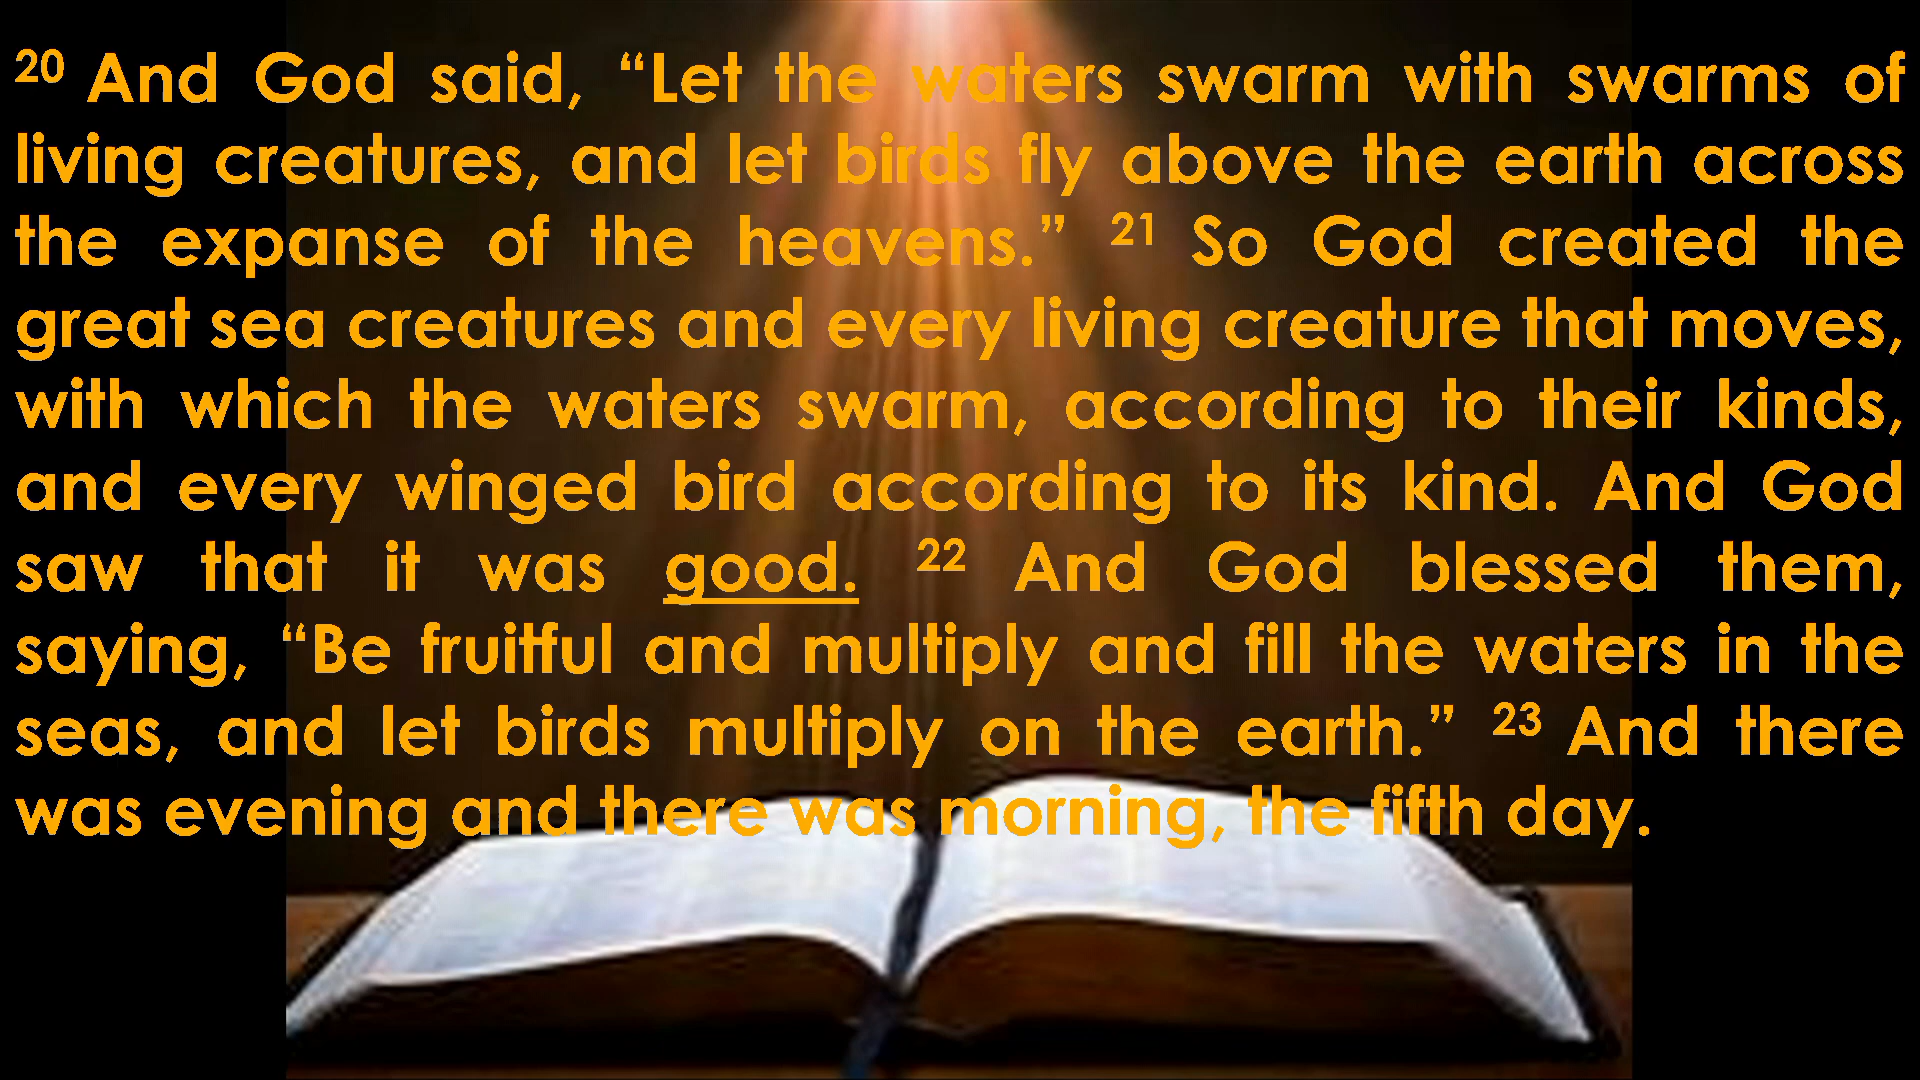 20 And God said, “Let the waters swarm with swarms of
living creatures, and let birds fly above the earth across
the expanse of the heavens.” 21 So God created the
great sea creatures and every living creature that moves,
with which the waters swarm, according to their kinds,
and every winged bird according to its kind. And God
saw that it was good. 22 And God blessed them,
saying, “Be fruitful and multiply and fill the waters in the
seas, and let birds multiply on the earth.” 23 And there
was evening and there was morning, the fifth day.